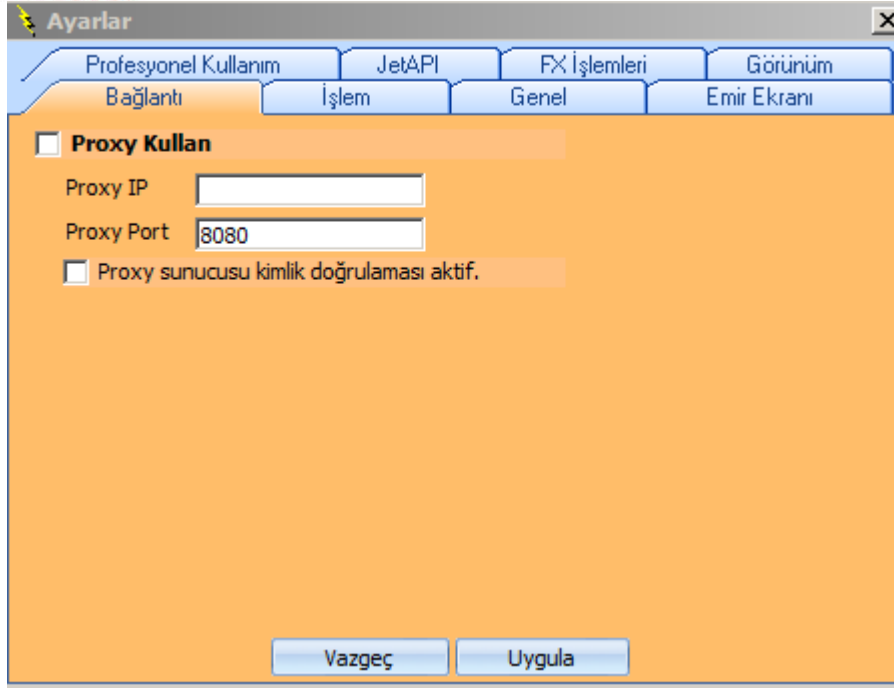 Ayarlar
Profesyonel Kullanım JetAPI FX İşlemleri Görünüm
Bağlantı İşlem Genel Emir Ekranı
Proxy Kullan
Proxy IP
Proxy Port 8080
Proxy sunucusu kimlik doğrulaması aktif.
Vazgeç Uygula